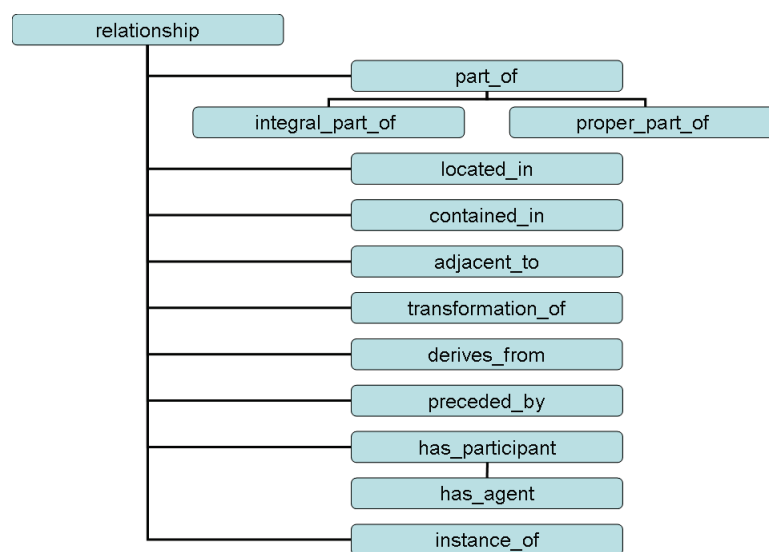 relationship
part_of
integral_part_of
proper_part_of
located_in
contained_in
adjacent_to
transformation_of
derives_from
preceded_by
has_participant
has_agent
instance_of